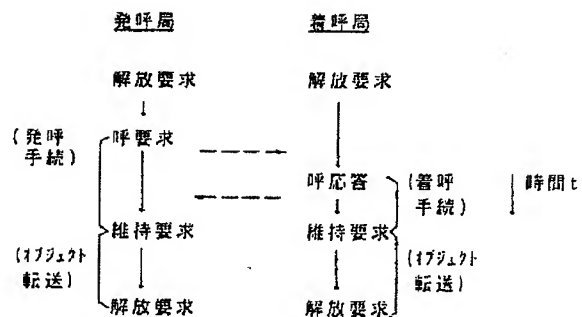 発呼局
着呼局
解放要求
解放要求
(発呼
手続)
呼要求
呼応答
(着呼
手続)
時間t
維持要求
維持要求
(オブジェクト
転送)
(オブジェクト
転送)
解放要求
解放要求